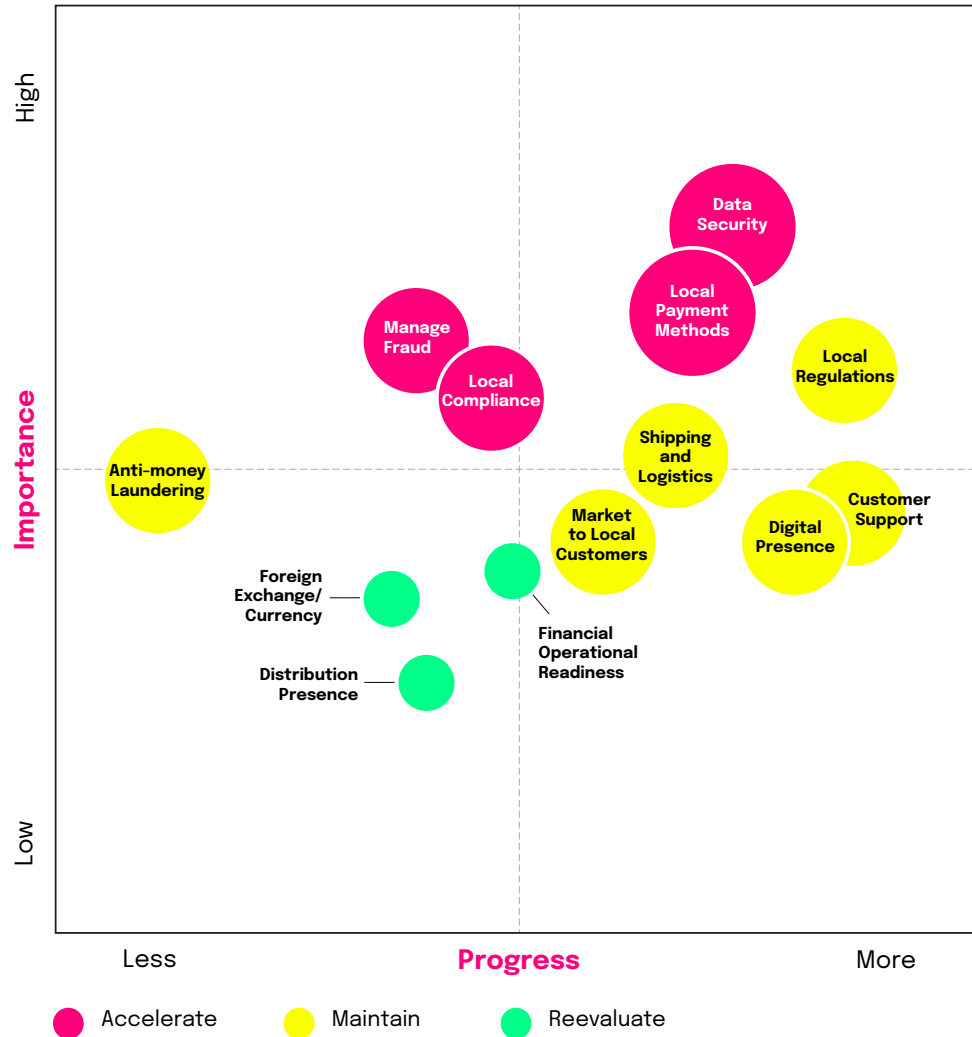 High
Data
Security
Local
Payment
Methods
Manage
Fraud
Local
Compliance
Local
Regulations
Shipping
and
Logistics
Anti-money
Laundering
Customer
Support
Market
to Local
Customers
Digital
Presence
Foreign
Exchange/
Currency
Financial
Operational
Readiness
Distribution
Presence
Importance
Low
Less
Progress
More
Accelerate
Maintain
Reevaluate